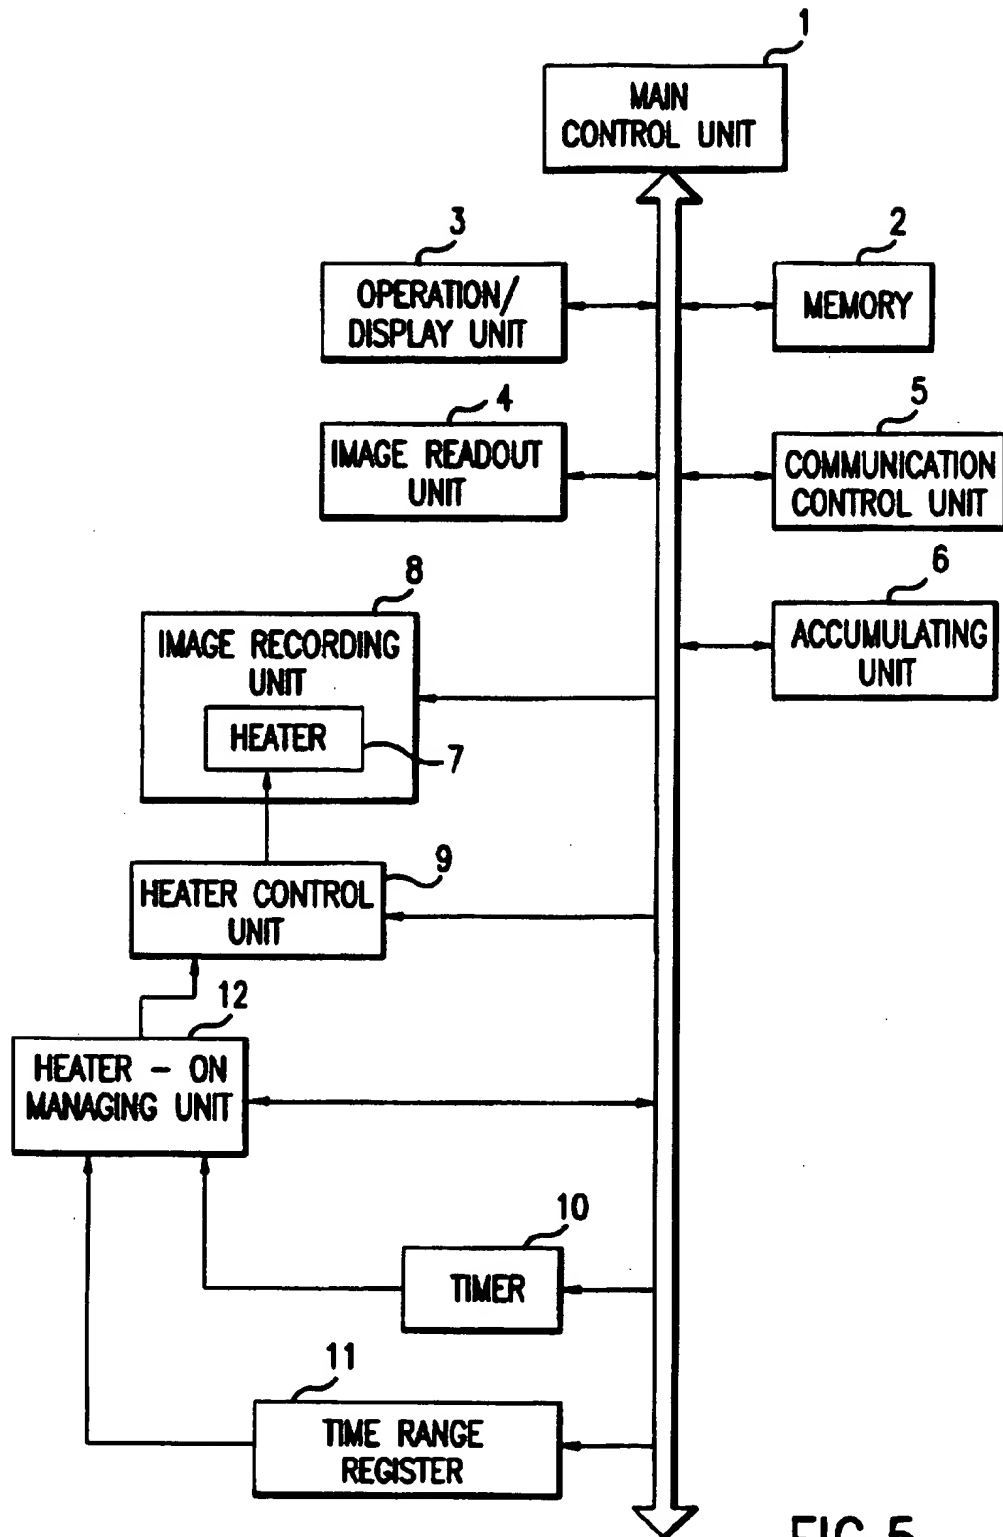 1
MAIN
CONTROL UNIT
3
OPERATION/
DISPLAY UNIT
2
MEMORY
4
IMAGE READOUT
UNIT
5
COMMUNICATION
CONTROL UNIT
6
ACCUMULATING
UNIT
8
IMAGE RECORDING
UNIT
HEATER
7
9
HEATER CONTROL
UNIT
12
HEATER - ON
MANAGING UNIT
10
TIMER
11
TIME RANGE
REGISTER
FIG. 5